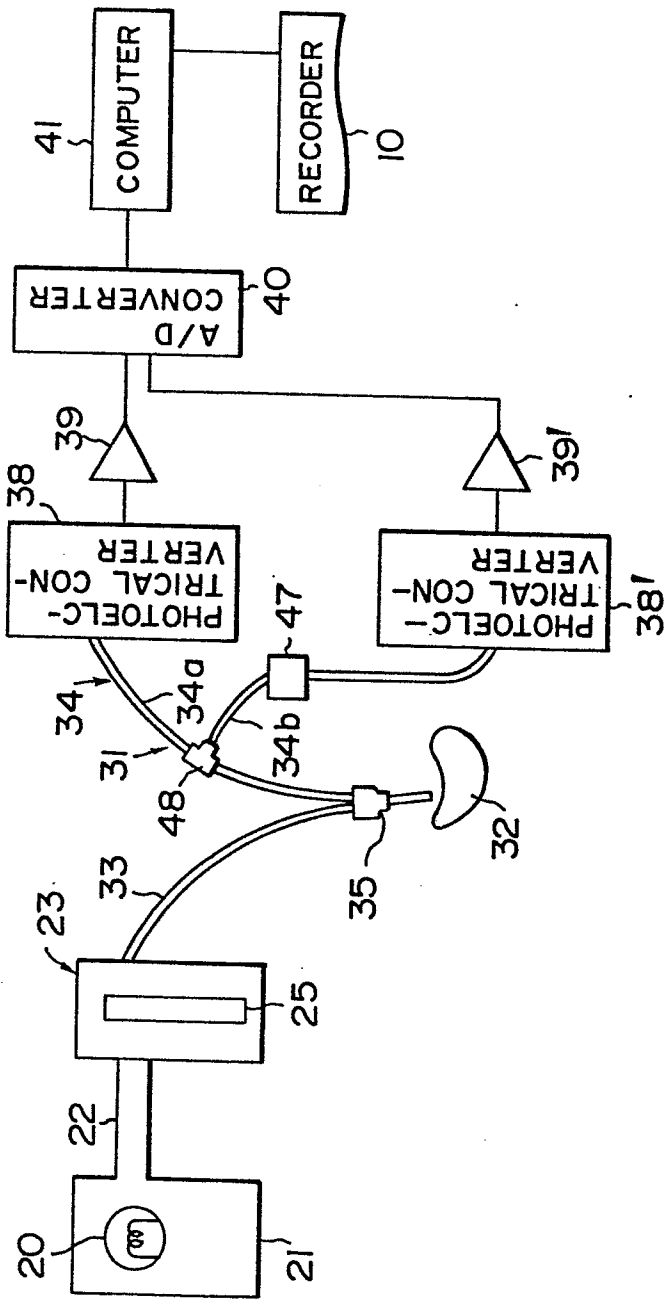 20
21
22
23
25
33
31
34
34a
34b
48
35
32
47
38
PHOTOELC-
TRICAL CON-
VERTER
38'
PHOTOELC-
TRICAL CON-
VERTER
39
39'
A/D
CONVERTER
40
41
COMPUTER
RECORDER
10